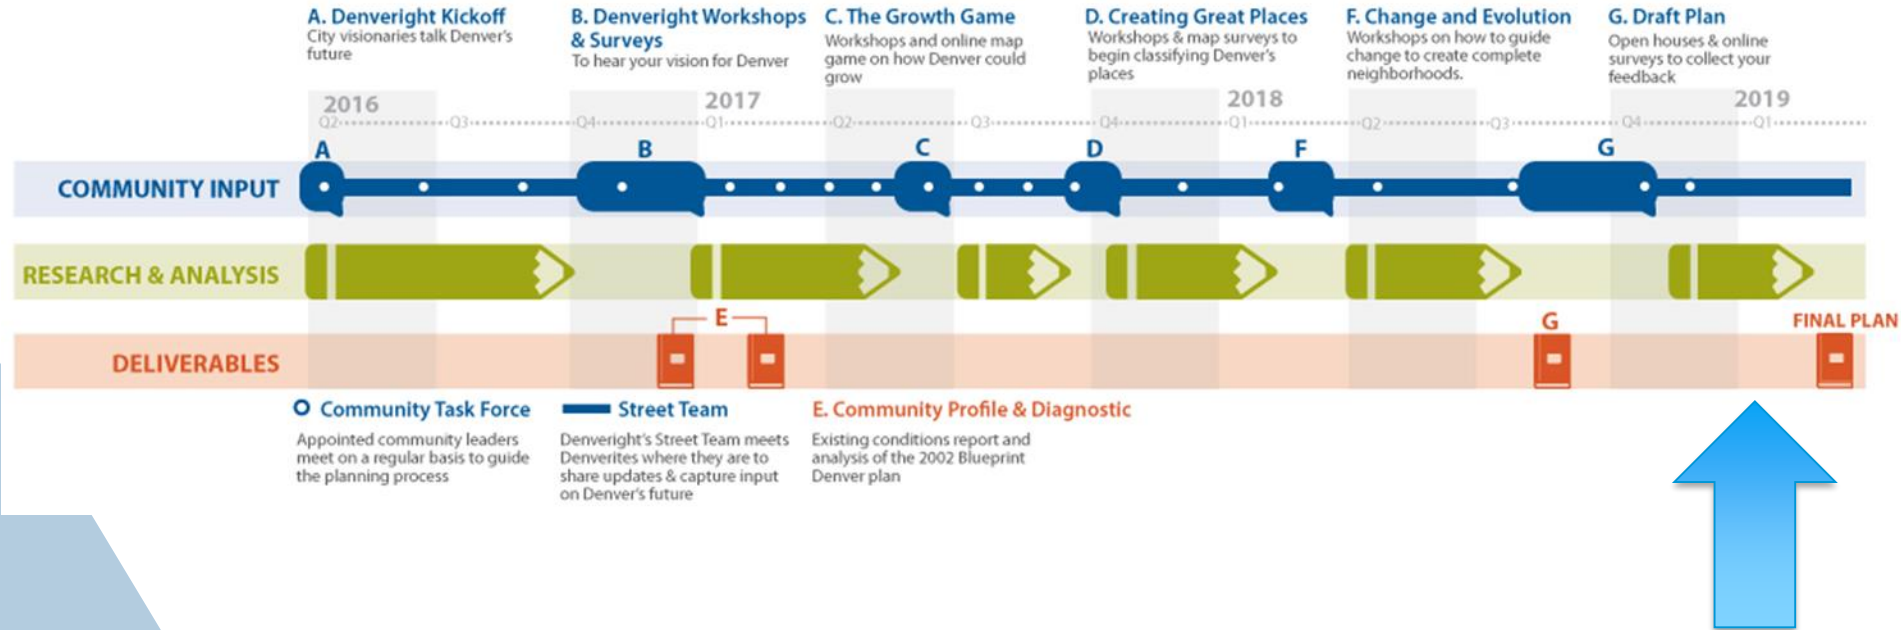 A. Denveright Kickoff
City visionaries talk Denver's
future
B. Denveright Workshops
& Surveys
To hear your vision for Denver
C. The Growth Game
Workshops and online map
game on how Denver could
grow
D. Creating Great Places
Workshops & map surveys to
begin classifying Denver's
places
F. Change and Evolution
Workshops on how to guide
change to create complete
neighborhoods.
G. Draft Plan
Open houses & online
surveys to collect your
feedback
2016 2017 2018 2019
Q2 Q3 Q4 Q1 Q2 Q3 Q4 Q1 Q2 Q3 Q4 Q1
A B C D F G
COMMUNITY INPUT
RESEARCH & ANALYSIS
E G FINAL PLAN
DELIVERABLES
Community Task Force
Appointed community leaders
meet on a regular basis to guide
the planning process
Street Team
Denveright's Street Team meets
Denverites where they are to
share updates & capture input
on Denver's future
E. Community Profile & Diagnostic
Existing conditions report and
analysis of the 2002 Blueprint
Denver plan